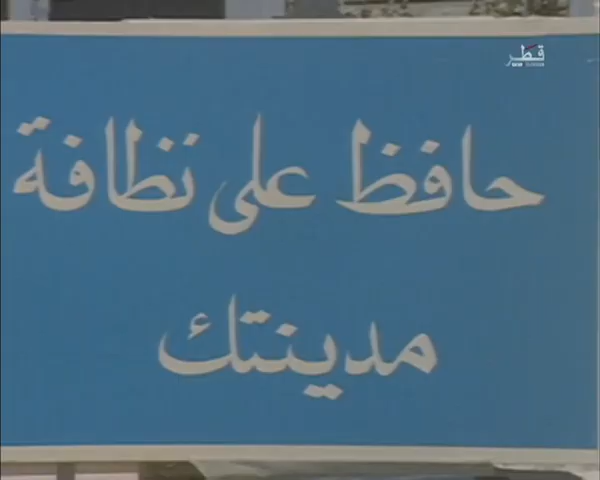 قطر
حافظ على نظافة
مدينتك